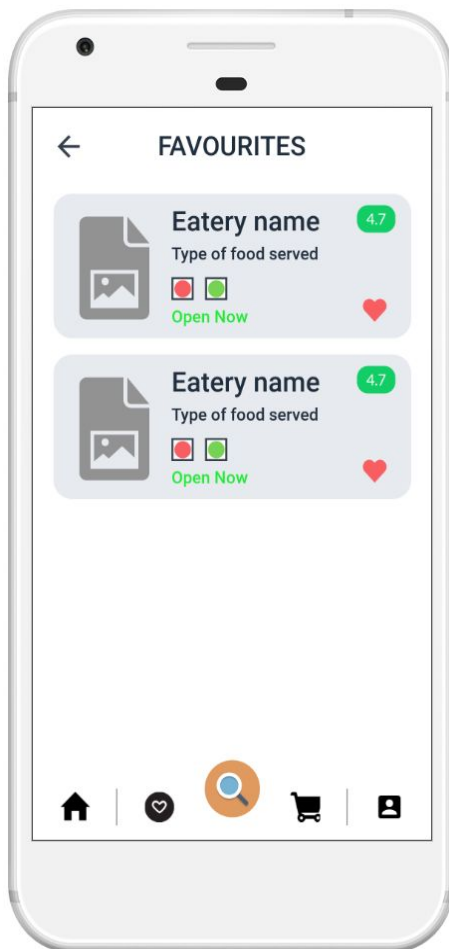 FAVOURITES
Eatery name
4.7
Type of food served
Open Now
Eatery name
4.7
Type of food served
Open Now